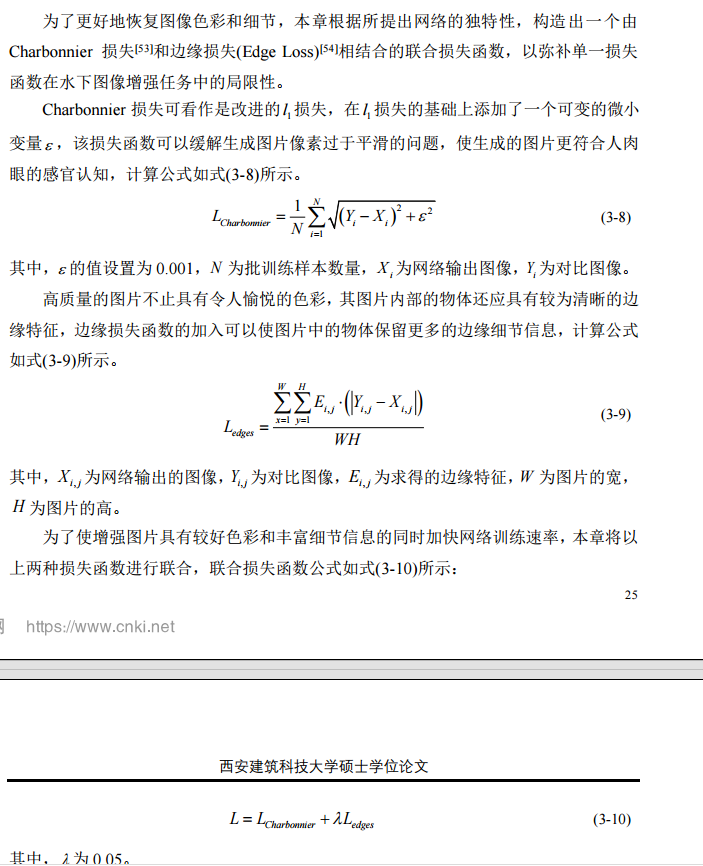 为了更好地恢复图像色彩和细节，本章根据所提出网络的独特性，构造出一个由
Charbonnier 损失[53]和边缘损失(Edge Loss)[54]相结合的联合损失函数，以弥补单一损失
函数在水下图像增强任务中的局限性。
Charbonnier 损失可看作是改进的 l₁ 损失，在 l₁ 损失的基础上添加了一个可变的微小
变量 ε，该损失函数可以缓解生成图片像素过于平滑的问题，使生成的图片更符合人肉
眼的感官认知，计算公式如式(3-8)所示。
L_{Charbonnier} = \frac{1}{N} \sum_{i=1}^{N} \sqrt{(Y_i - X_i)^2 + ε^2} (3-8)
其中，ε 的值设置为 0.001，N 为批训练样本数量，X_i 为网络输出图像，Y_i 为对比图像。
高质量的图片不止具有令人愉悦的色彩，其图片内部的物体还应具有较为清晰的边
缘特征，边缘损失函数的加入可以使图片中的物体保留更多的边缘细节信息，计算公式
如式(3-9)所示。
L_{edges} = \frac{\sum_{x=1}^{W} \sum_{y=1}^{H} E_{i,j} \cdot (|Y_{i,j} - X_{i,j}|)}{WH} (3-9)
其中，X_{i,j} 为网络输出的图像，Y_{i,j} 为对比图像，E_{i,j} 为求得的边缘特征，W 为图片的宽，
H 为图片的高。
为了使增强图片具有较好色彩和丰富细节信息的同时加快网络训练速率，本章将以
上两种损失函数进行联合，联合损失函数公式如式(3-10)所示：
25
https://www.cnki.net
西安建筑科技大学硕士学位论文
L = L_{Charbonnier} + λL_{edges} (3-10)
其中，λ 为 0.05。